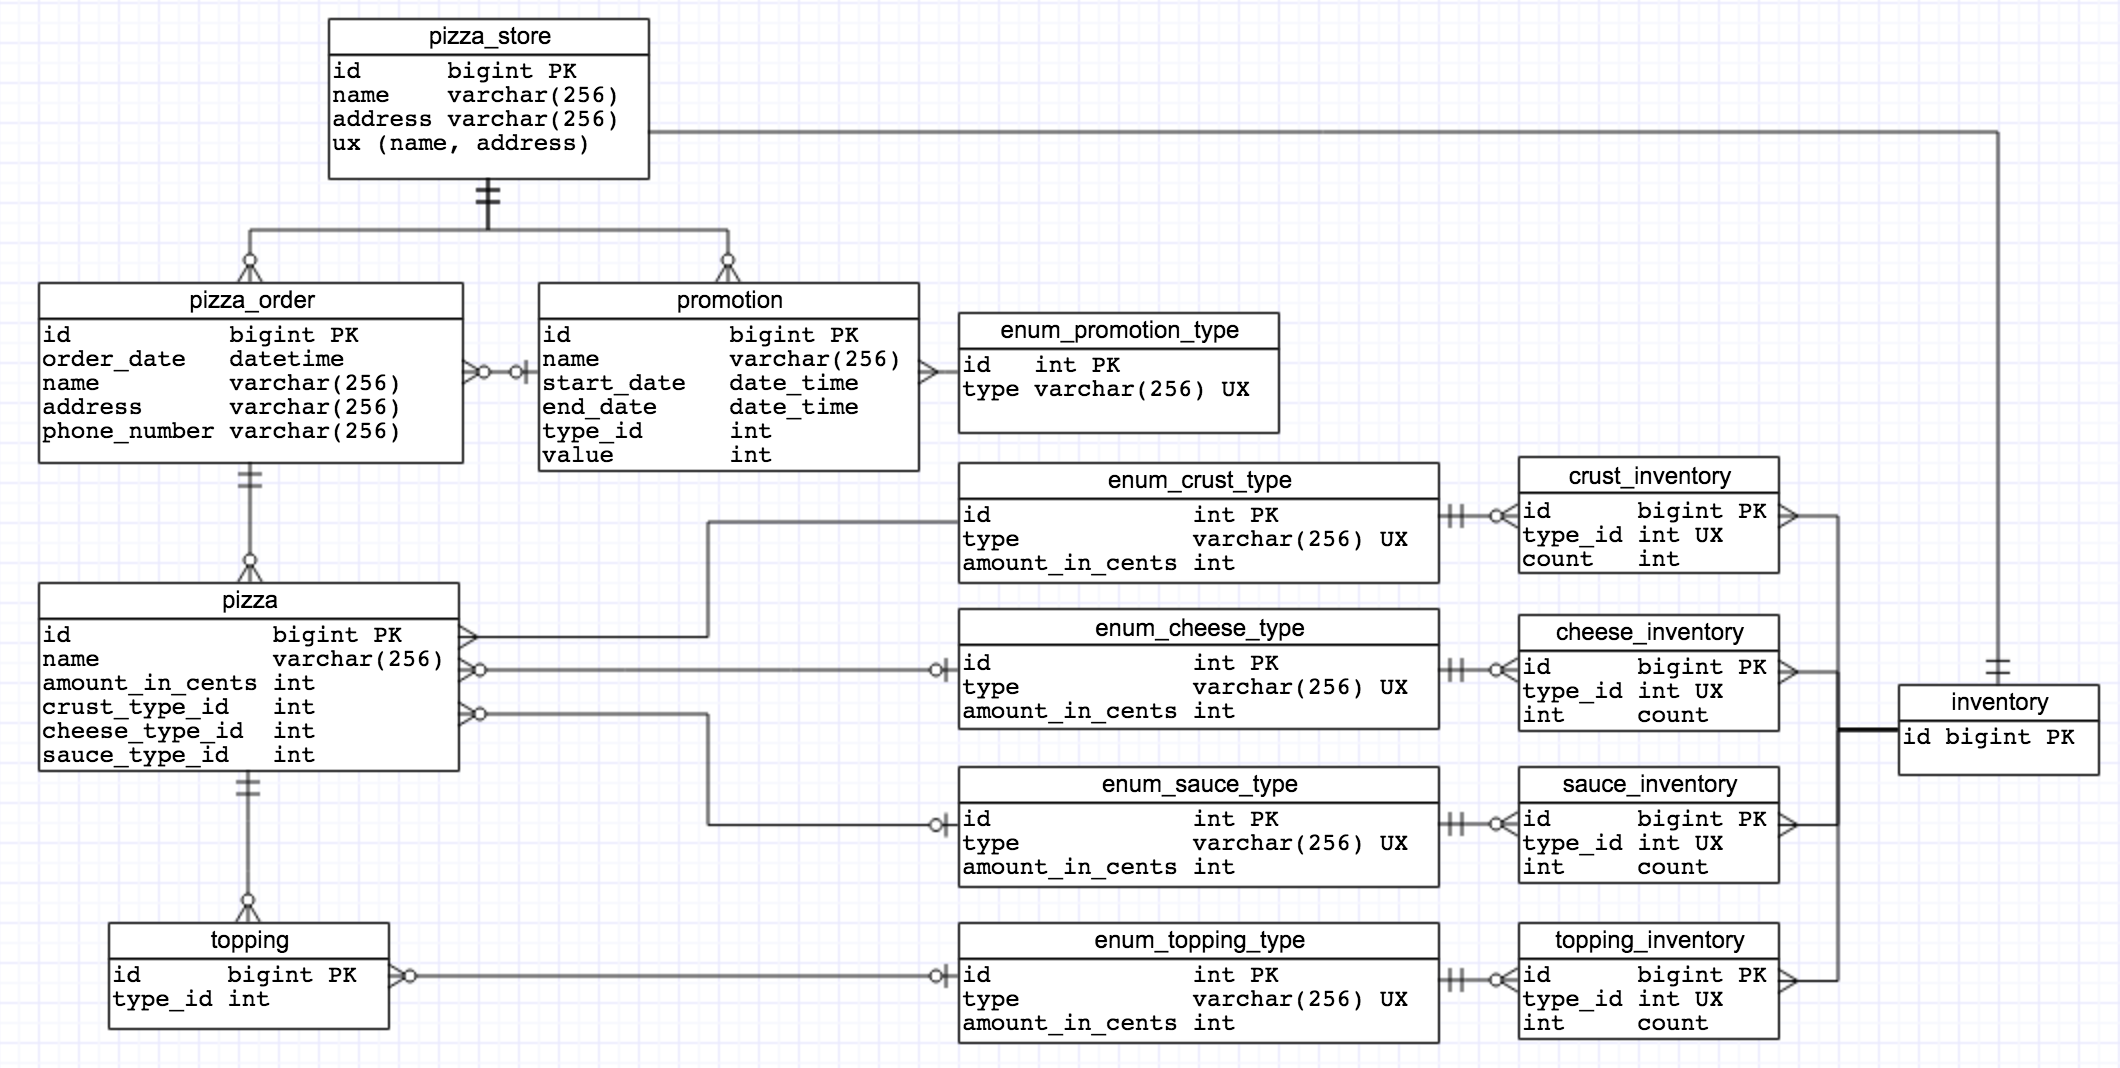 pizza_store
id bigint PK
name varchar(256)
address varchar(256)
ux (name, address)
pizza_order
id bigint PK
order_date datetime
name varchar(256)
address varchar(256)
phone_number varchar(256)
promotion
id bigint PK
name varchar(256)
start_date date_time
end_date date_time
type_id int
value int
enum_promotion_type
id int PK
type varchar(256) UX
enum_crust_type
id int PK
type varchar(256) UX
amount_in_cents int
crust_inventory
id bigint PK
type_id int UX
count int
pizza
id bigint PK
name varchar(256)
amount_in_cents int
crust_type_id int
cheese_type_id int
sauce_type_id int
enum_cheese_type
id int PK
type varchar(256) UX
amount_in_cents int
cheese_inventory
id bigint PK
type_id int UX
int count
inventory
id bigint PK
enum_sauce_type
id int PK
type varchar(256) UX
amount_in_cents int
sauce_inventory
id bigint PK
type_id int UX
int count
topping
id bigint PK
type_id int
enum_topping_type
id int PK
type varchar(256) UX
amount_in_cents int
topping_inventory
id bigint PK
type_id int UX
int count